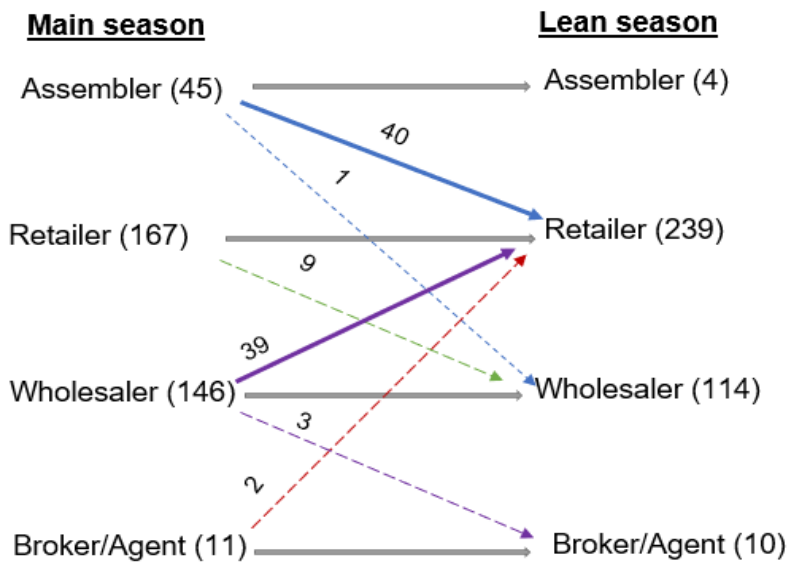 Main season
Lean season
Assembler (45)
Assembler (4)
40
1
Retailer (167)
Retailer (239)
9
39
Wholesaler (146)
Wholesaler (114)
3
2
Broker/Agent (11)
Broker/Agent (10)